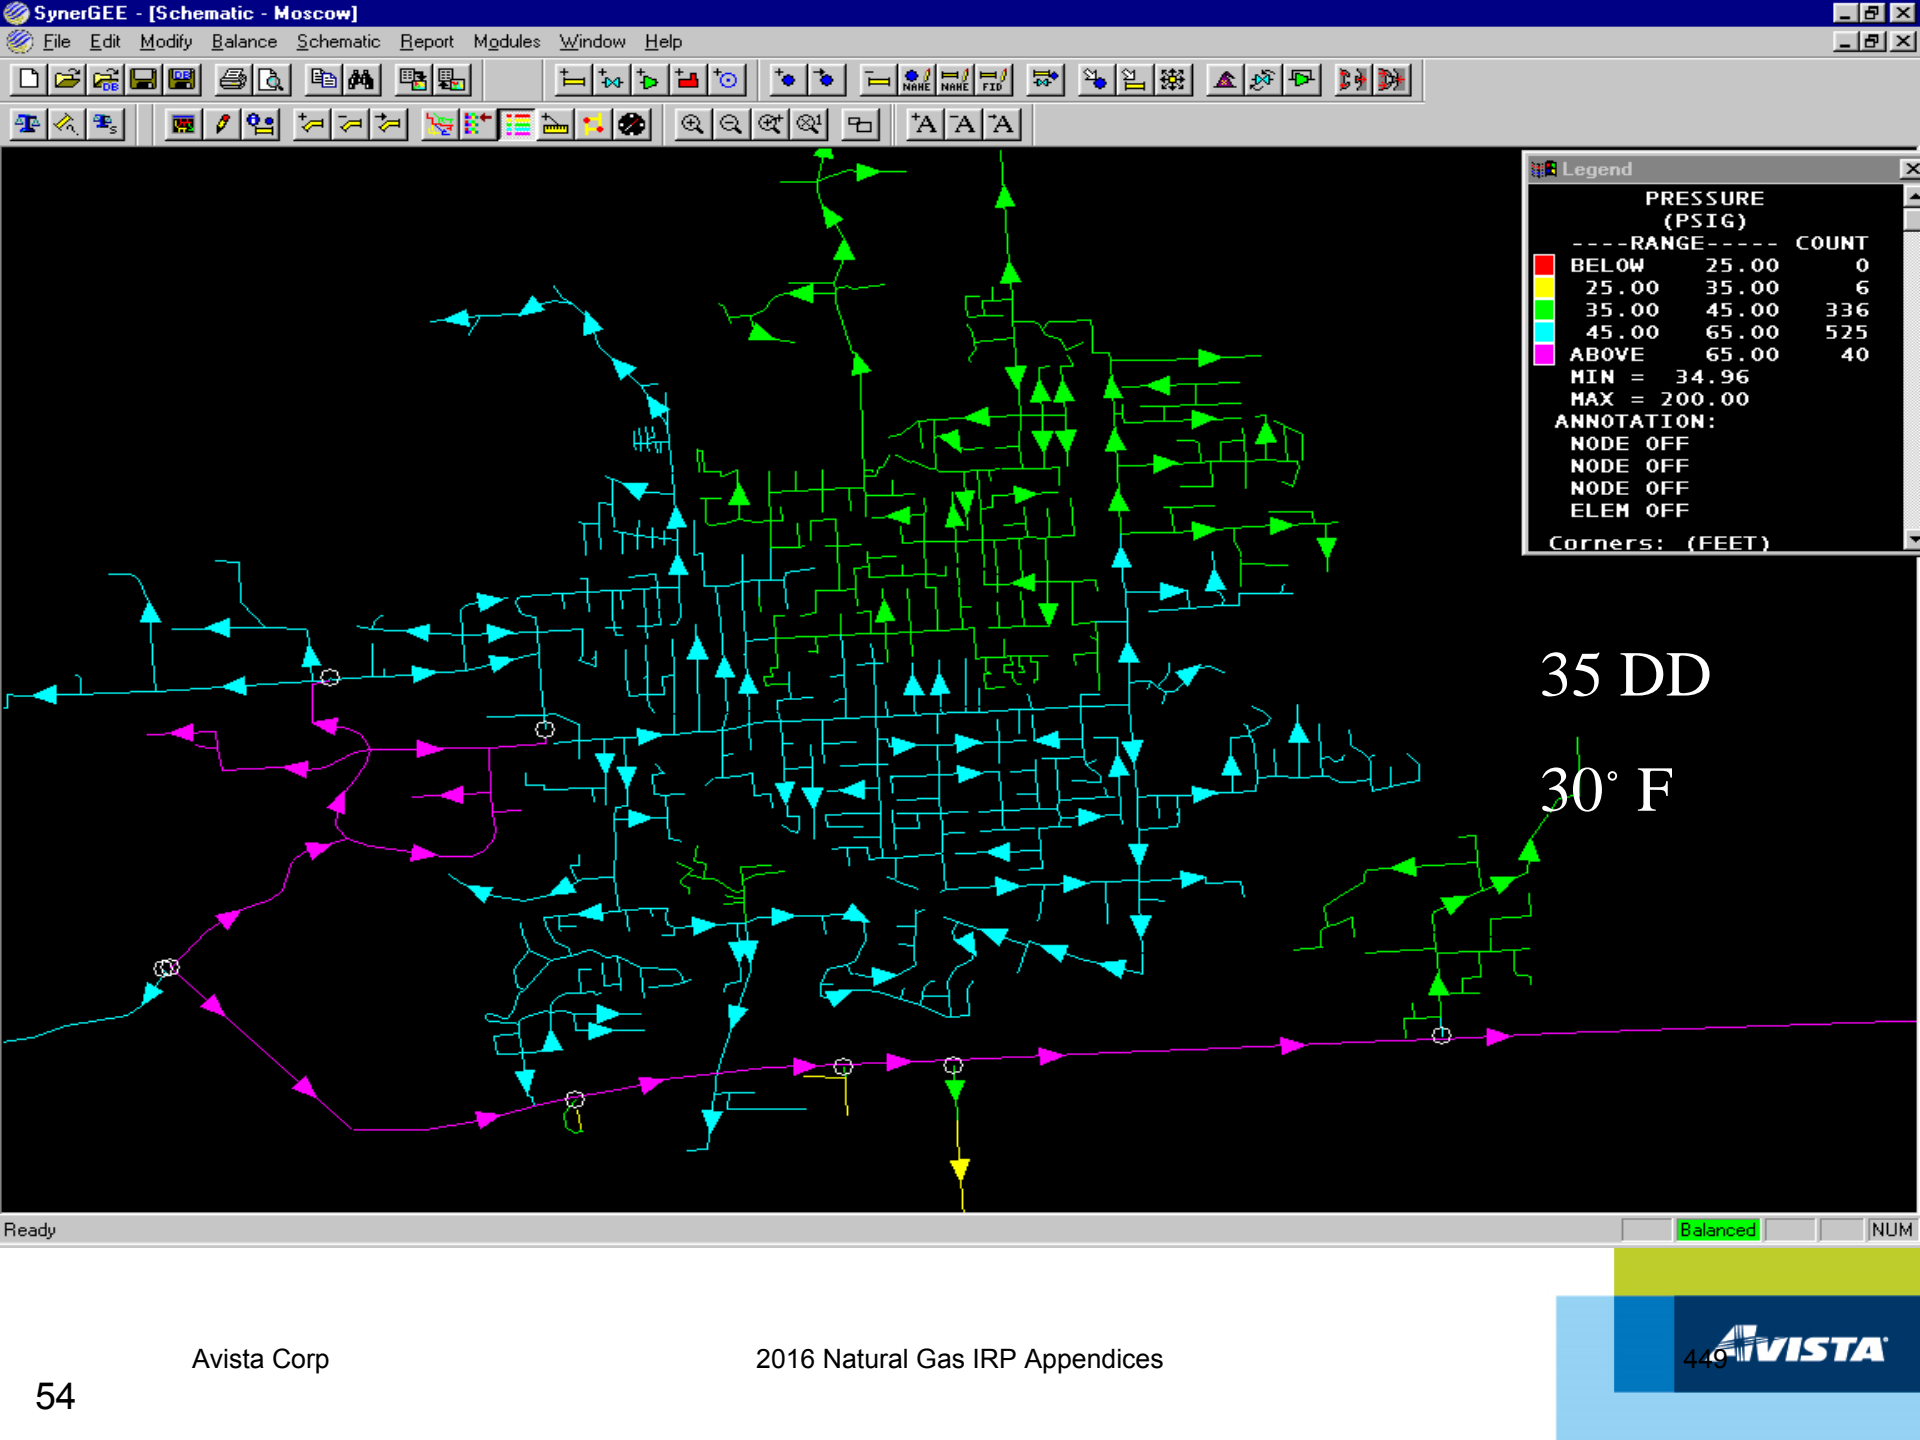 SynerGEE - [Schematic - Moscow]
File Edit Modify Balance Schematic Report Modules Window Help
NAME NAME FID
Legend
PRESSURE
(PSIG)
----RANGE----- COUNT
BELOW 25.00 0
25.00 35.00 6
35.00 45.00 336
45.00 65.00 525
ABOVE 65.00 40
MIN = 34.96
MAX = 200.00
ANNOTATION:
NODE OFF
NODE OFF
NODE OFF
ELEM OFF
Corners: (FEET)
35 DD
30° F
Ready
Balanced
NUM
Avista Corp
2016 Natural Gas IRP Appendices
449
AVISTA
54